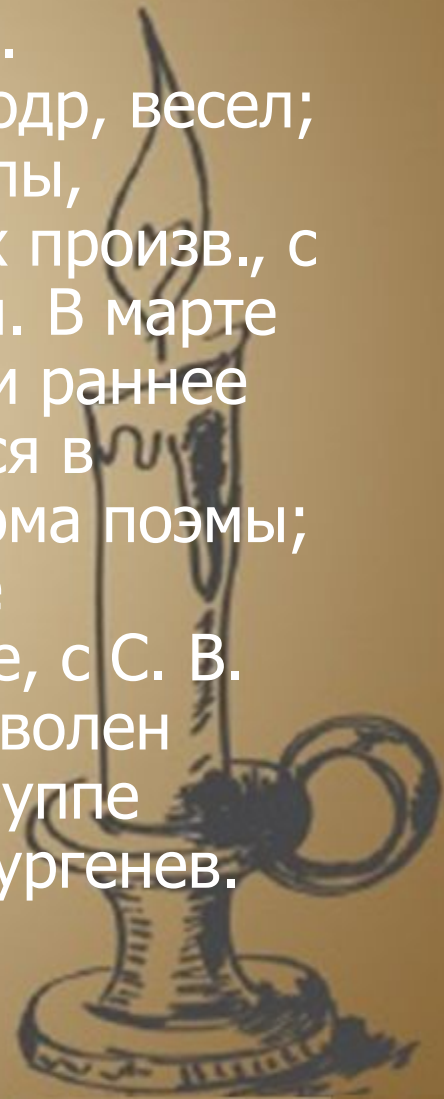 .
одр, весел;
лы,
х произв., с
. В марте
и раннее
ся в
ома поэмы;
е, с С. В.
волен
уппе
ургенев.